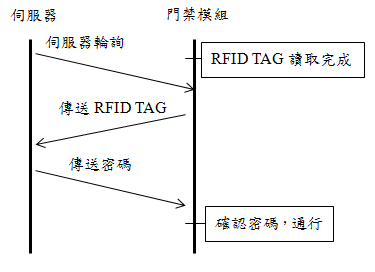 伺服器
門禁模組
伺服器輪詢
RFID TAG 讀取完成
傳送 RFID TAG
傳送密碼
確認密碼，通行